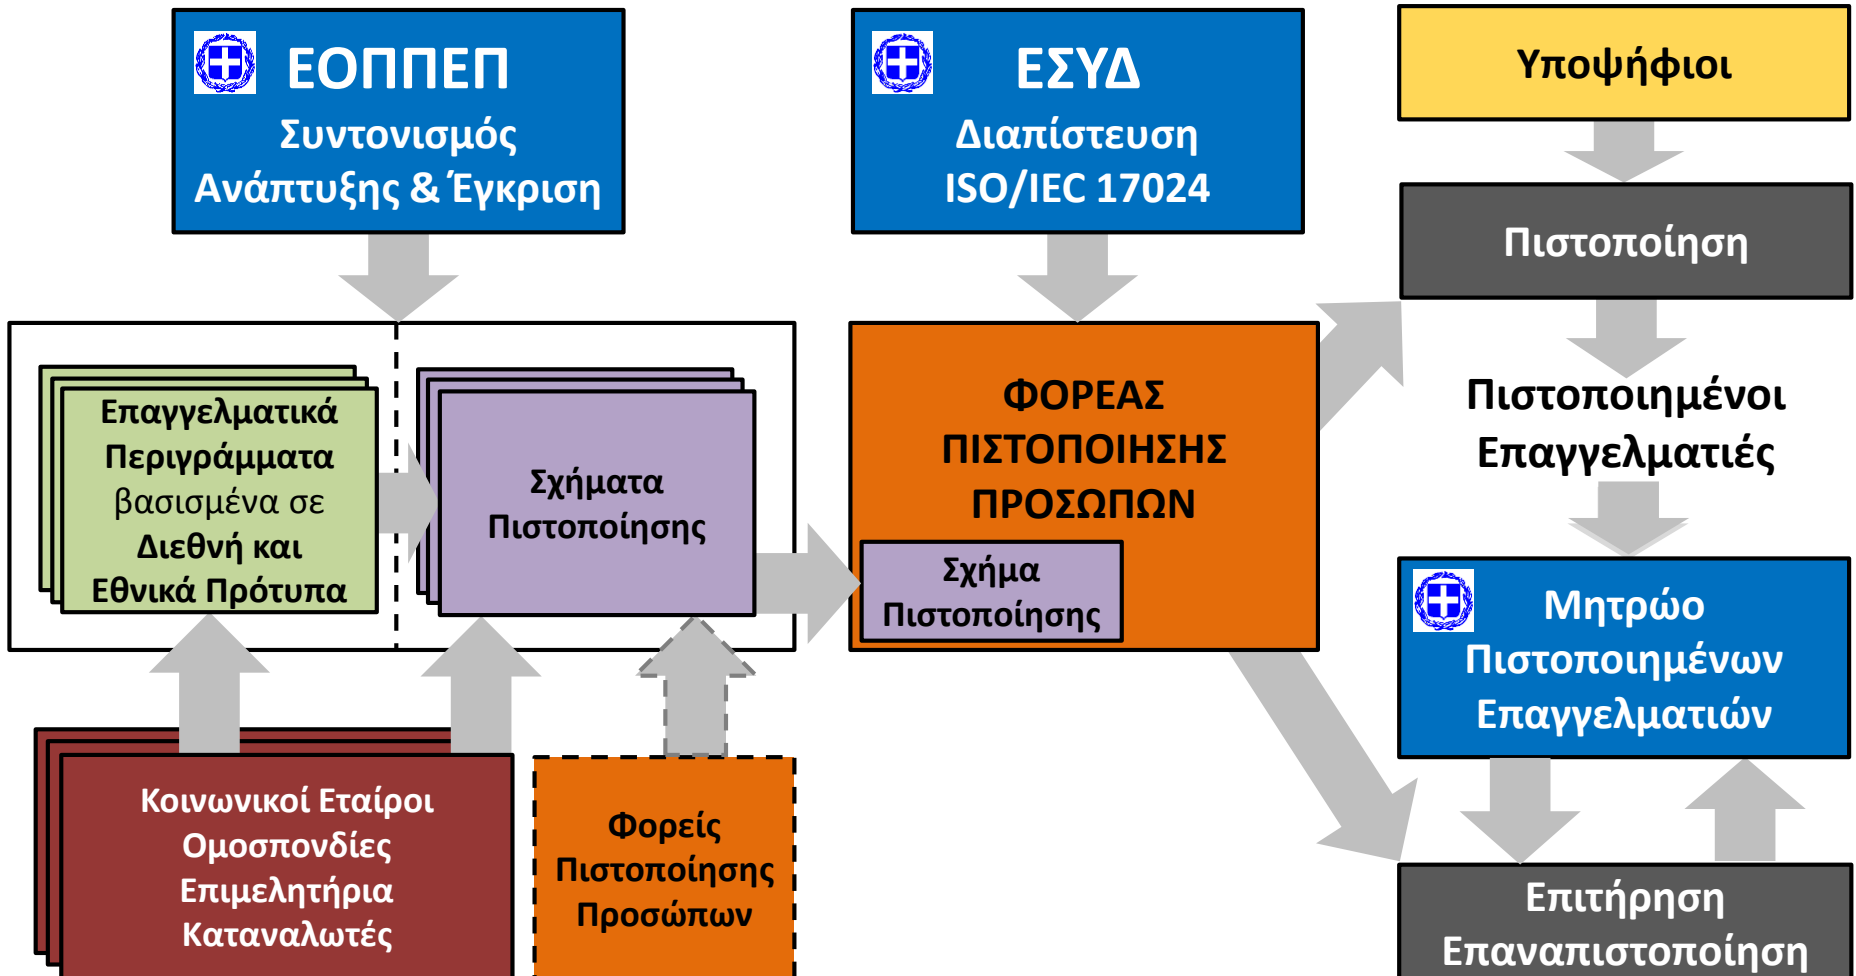 ΕΟΠΠΕΠ
Συντονισμός
Ανάπτυξης & Έγκριση
ΕΣΥΔ
Διαπίστευση
ISO/IEC 17024
Υποψήφιοι
Πιστοποίηση
Πιστοποιημένοι
Επαγγελματιές
Επαγγελματικά
Περιγράμματα
βασισμένα σε
Διεθνή και
Εθνικά Πρότυπα
Σχήματα
Πιστοποίησης
ΦΟΡΕΑΣ
ΠΙΣΤΟΠΟΙΗΣΗΣ
ΠΡΟΣΩΠΩΝ
Σχήμα
Πιστοποίησης
Μητρώο
Πιστοποιημένων
Επαγγελματιών
Κοινωνικοί Εταίροι
Ομοσπονδίες
Επιμελητήρια
Καταναλωτές
Φορείς
Πιστοποίησης
Προσώπων
Επιτήρηση
Επαναπιστοποίηση